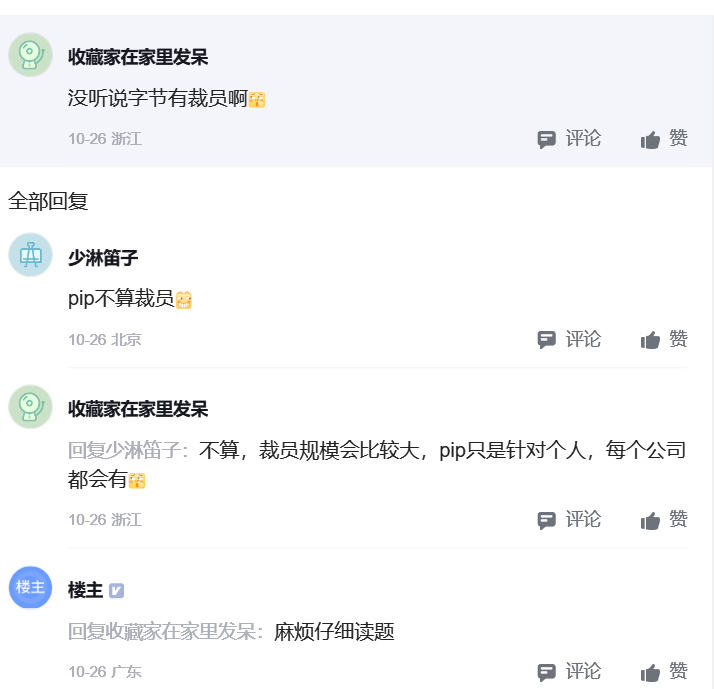 收藏家在家里发呆
没听说字节有裁员啊
10-26 浙江 评论 赞
全部回复
少淋笛子
pip不算裁员
10-26 北京 评论 赞
收藏家在家里发呆
回复少淋笛子：不算，裁员规模会比较大，pip只是针对个人，每个公司
都会有
10-26 浙江 评论 赞
楼主 楼主
回复收藏家在家里发呆：麻烦仔细读题
10-26 广东 评论 赞